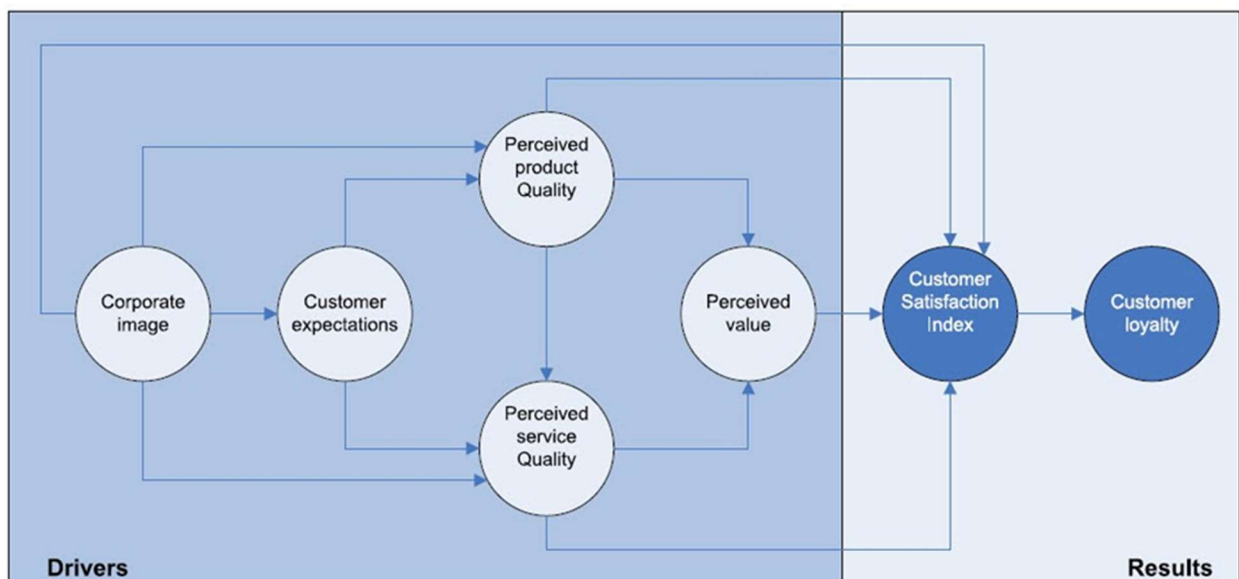 Perceived
product
Quality
Corporate
image
Customer
expectations
Perceived
value
Customer
Satisfaction
Index
Customer
loyalty
Perceived
service
Quality
Drivers
Results